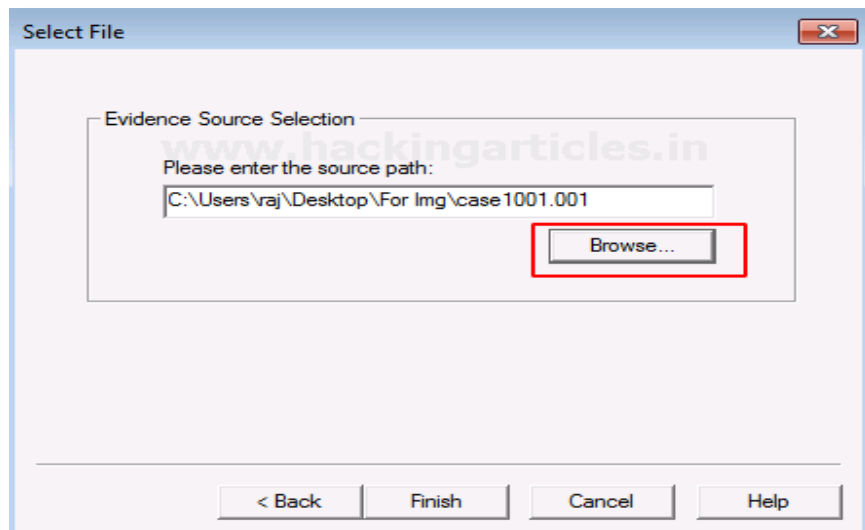 Select File
Evidence Source Selection
www.hackingarticles.in
Please enter the source path:
C:\Users\raj\Desktop\For Img\case1001.001
Browse...
< Back
Finish
Cancel
Help